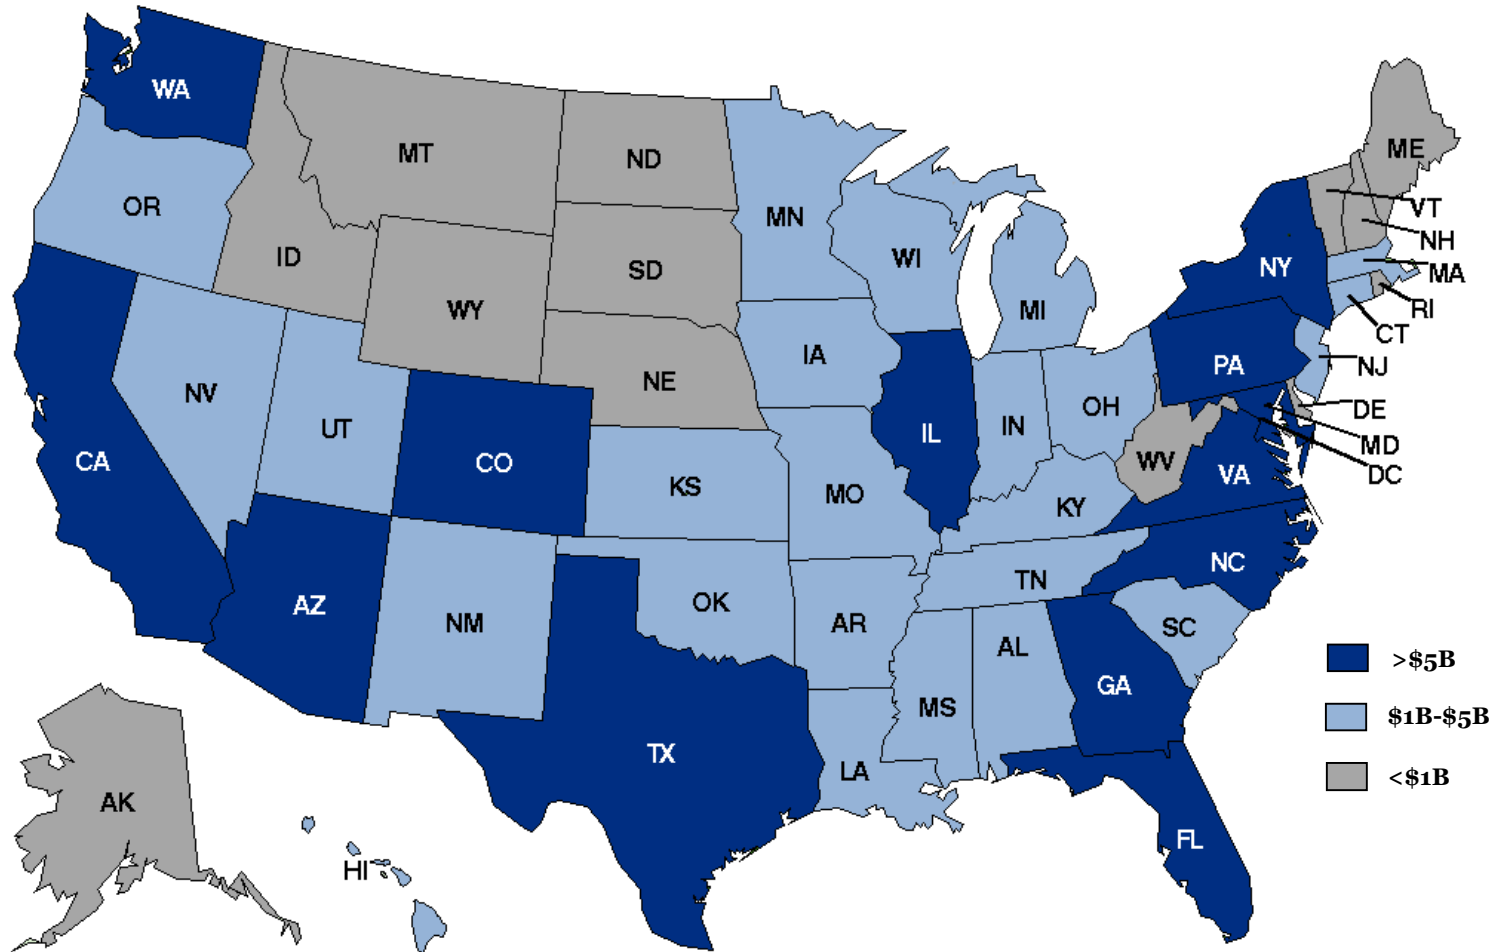 WA
MT
ND
ME
OR
MN
VT
ID
SD
WI
NY
NH
MA
WY
MI
RI
CT
IA
PA
NJ
NV
NE
OH
DE
UT
IN
IL
MD
CA
CO
WV
VA
DC
KS
MO
KY
NC
AZ
OK
TN
NM
AR
SC
AL
>$5B
GA
MS
$1B-$5B
TX
LA
<$1B
AK
FL
HI